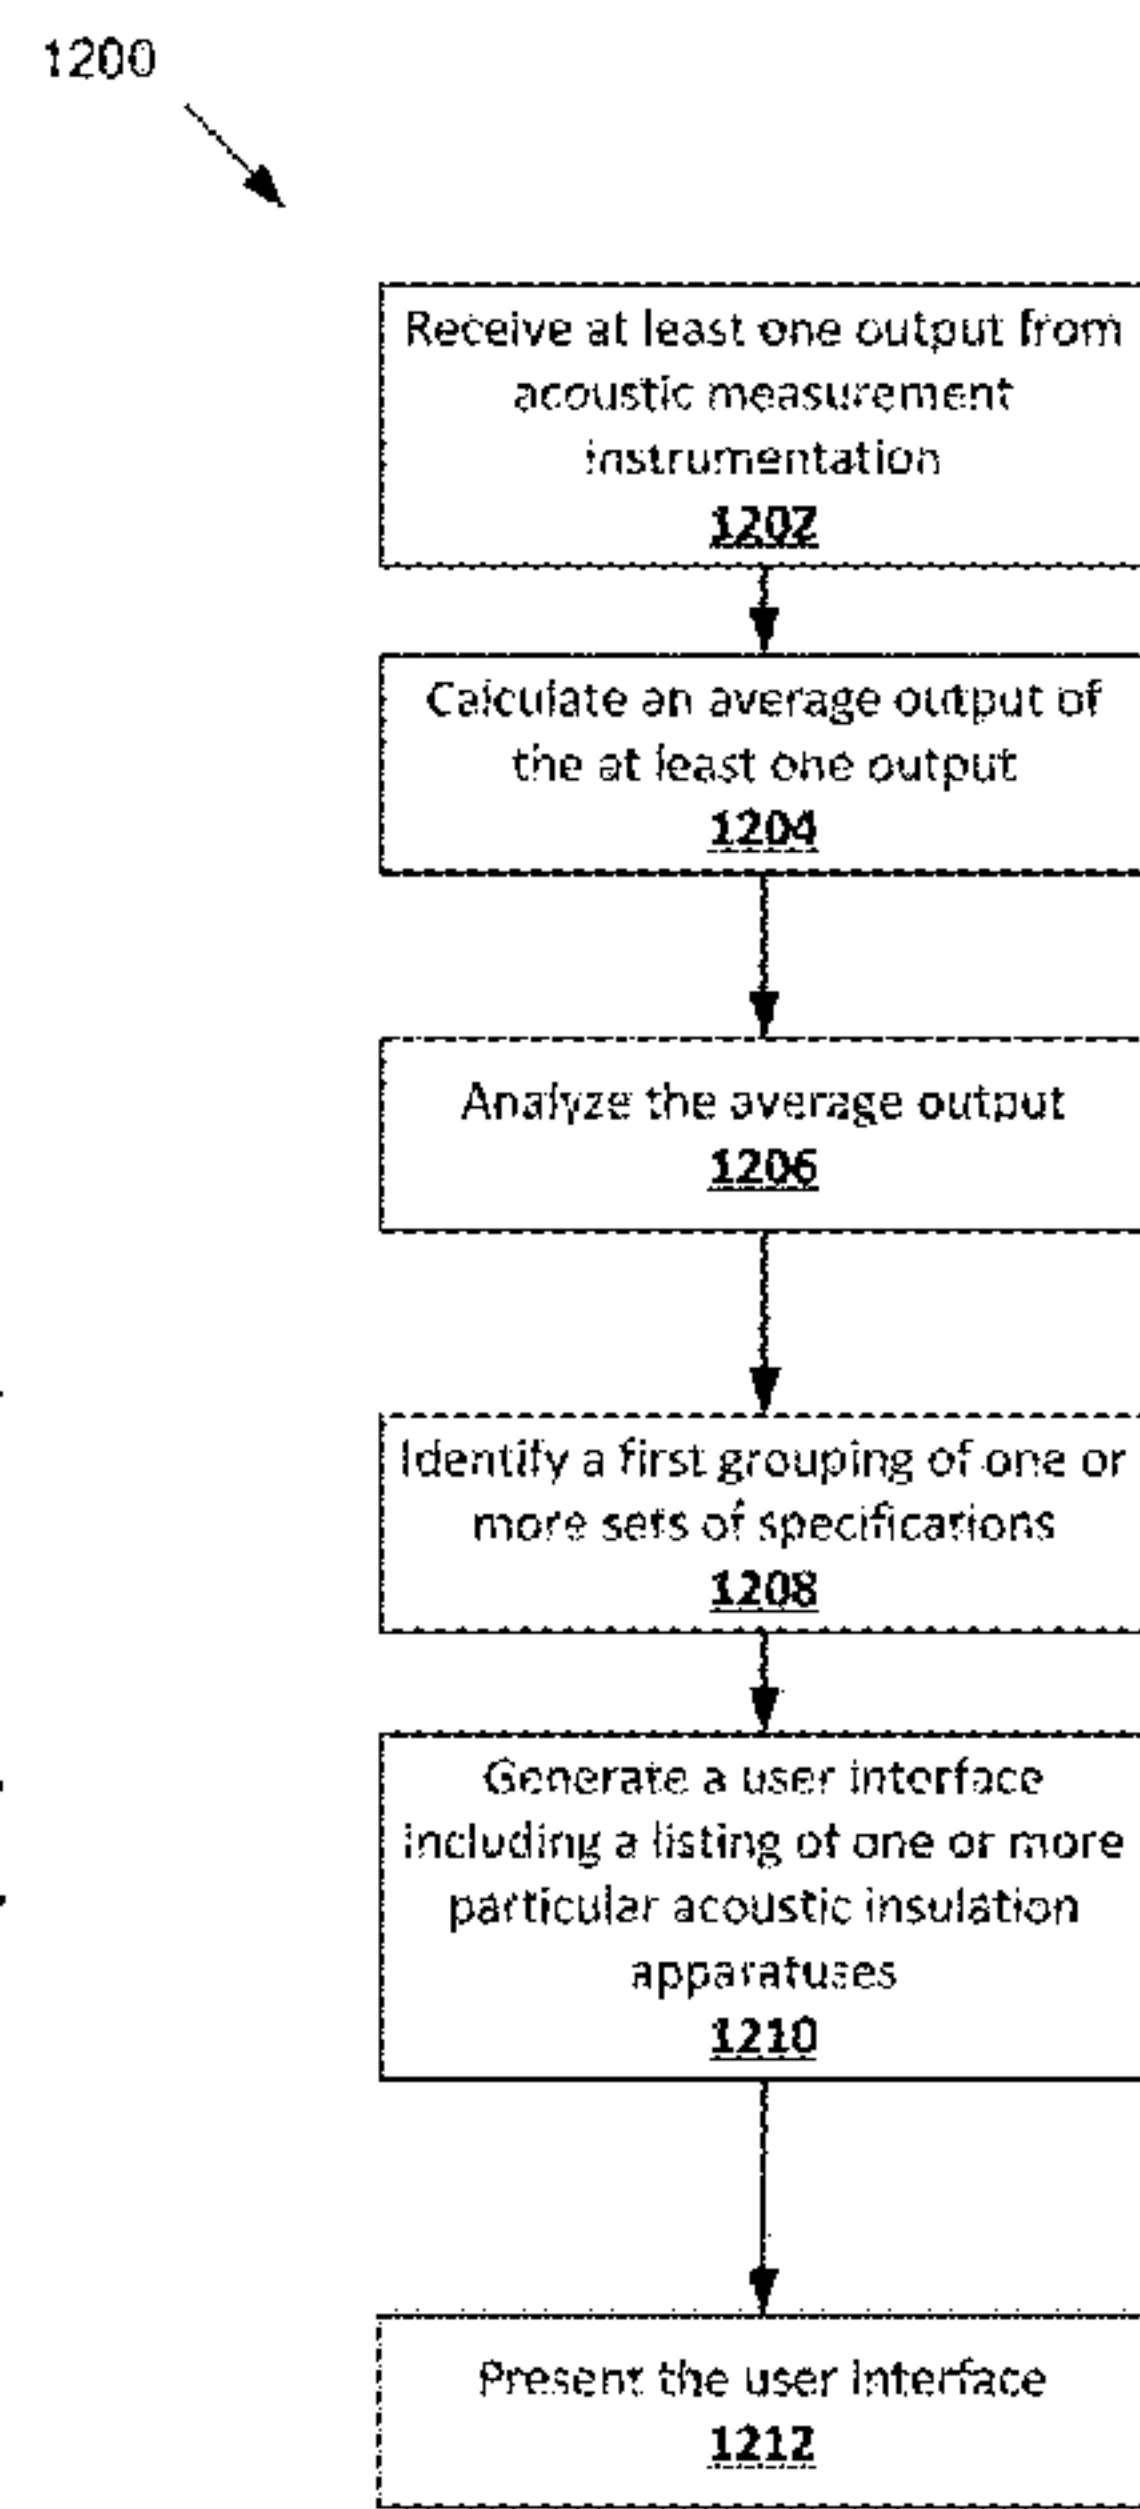 1200
Receive at least one output from
acoustic measurement
instrumentation
1202
Calculate an average output of
the at least one output
1204
Analyze the average output
1206
Identify a first grouping of one or
more sets of specifications
1208
Generate a user interface
including a listing of one or more
particular acoustic insulation
apparatuses
1210
Present the user interface
1212